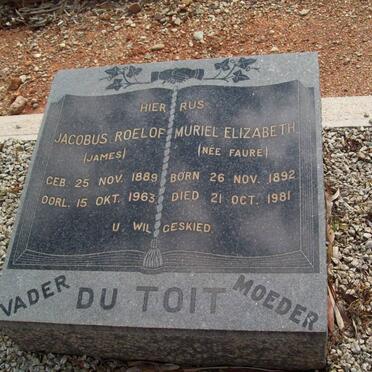 HIER RUS
JACOBUS ROELOF MURIEL ELIZABETH
(JAMES) (NÉE FAURE)
GEB. 25 NOV. 1889 BORN 26 NOV. 1892
OORL. 15 OKT. 1963 DIED 21 OCT. 1981
U WIL GESKIED.
VADER DU TOIT MOEDER